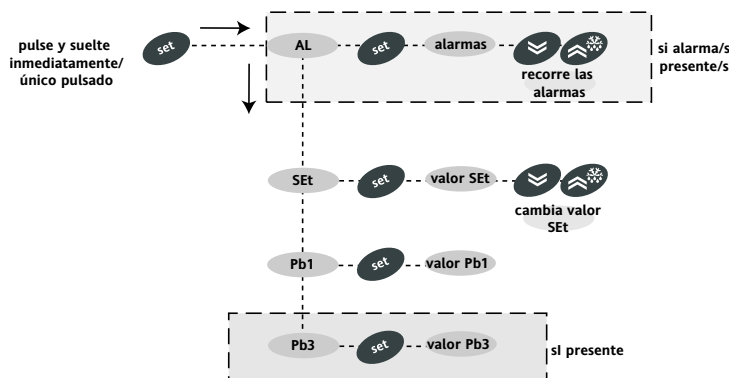 pulse y suelte
inmediatamente/
único pulsado
set
AL
set
alarmas
recorre las
alarmas
si alarma/s
presente/s
SEt
set
valor SEt
cambia valor
SEt
Pb1
set
valor Pb1
Pb3
set
valor Pb3
sI presente